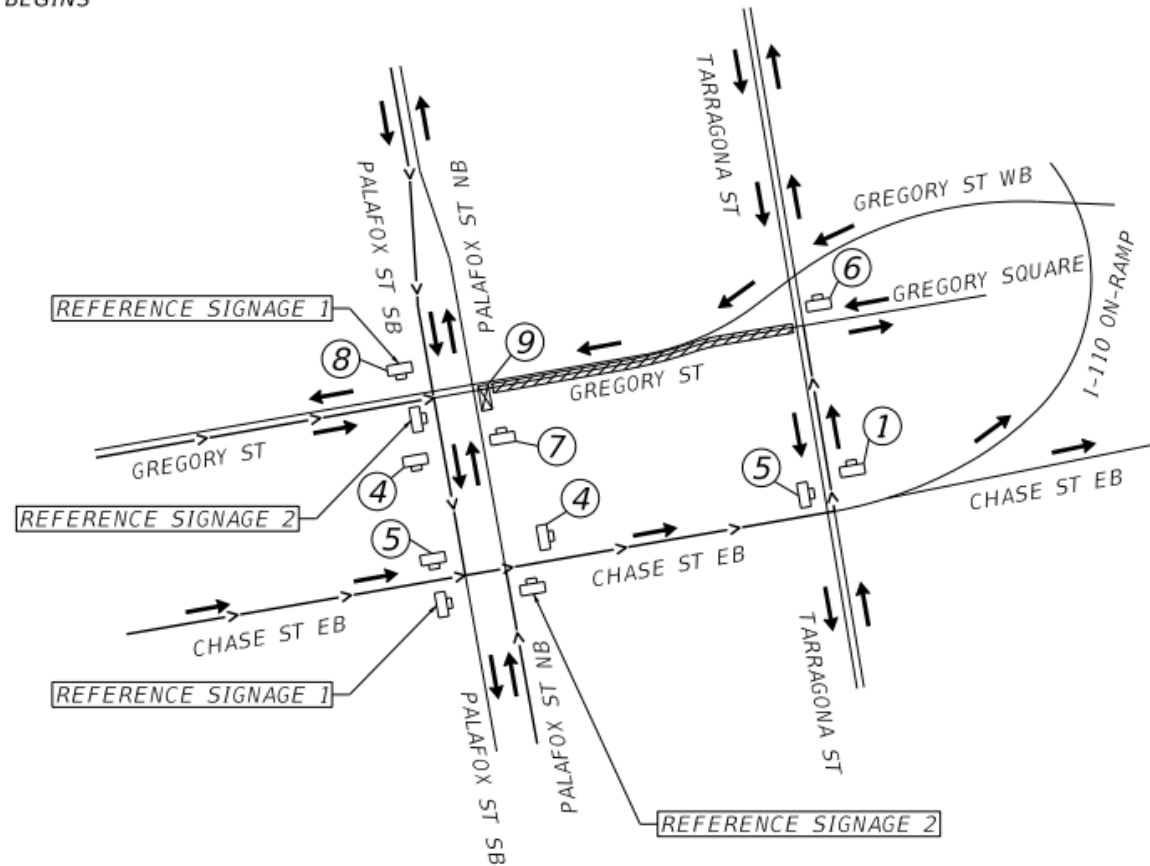 BEGINS
TARRAGONA ST
PALAFOX ST NB
PALAFOX ST SB
GREGORY ST WB
REFERENCE SIGNAGE 1
6
GREGORY SQUARE
8
9
I-110 ON-RAMP
GREGORY ST
GREGORY ST
7
1
4
5
CHASE ST EB
REFERENCE SIGNAGE 2
4
5
CHASE ST EB
CHASE ST EB
TARRAGONA ST
PALAFOX ST NB
REFERENCE SIGNAGE 1
PALAFOX ST SB
REFERENCE SIGNAGE 2